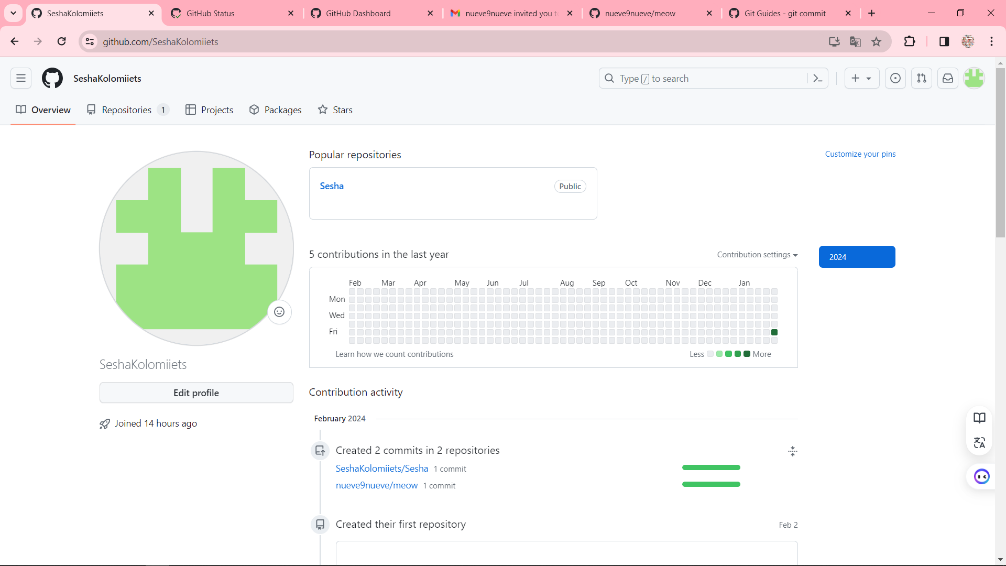 SeshaKolomiiets
GitHub Status
GitHub Dashboard
nueve9nueve invited you t
nueve9nueve/meow
Git Guides - git commit
github.com/SeshaKolomiiets
SeshaKolomiiets
Type / to search
Overview
Repositories 1
Projects
Packages
Stars
Popular repositories
Customize your pins
Sesha
Public
5 contributions in the last year
Contribution settings
2024
Feb Mar Apr May Jun Jul Aug Sep Oct Nov Dec Jan
Mon
Wed
Fri
Learn how we count contributions
Less
More
SeshaKolomiiets
Edit profile
Joined 14 hours ago
Contribution activity
February 2024
Created 2 commits in 2 repositories
SeshaKolomiiets/Sesha 1 commit
nueve9nueve/meow 1 commit
Created their first repository
Feb 2